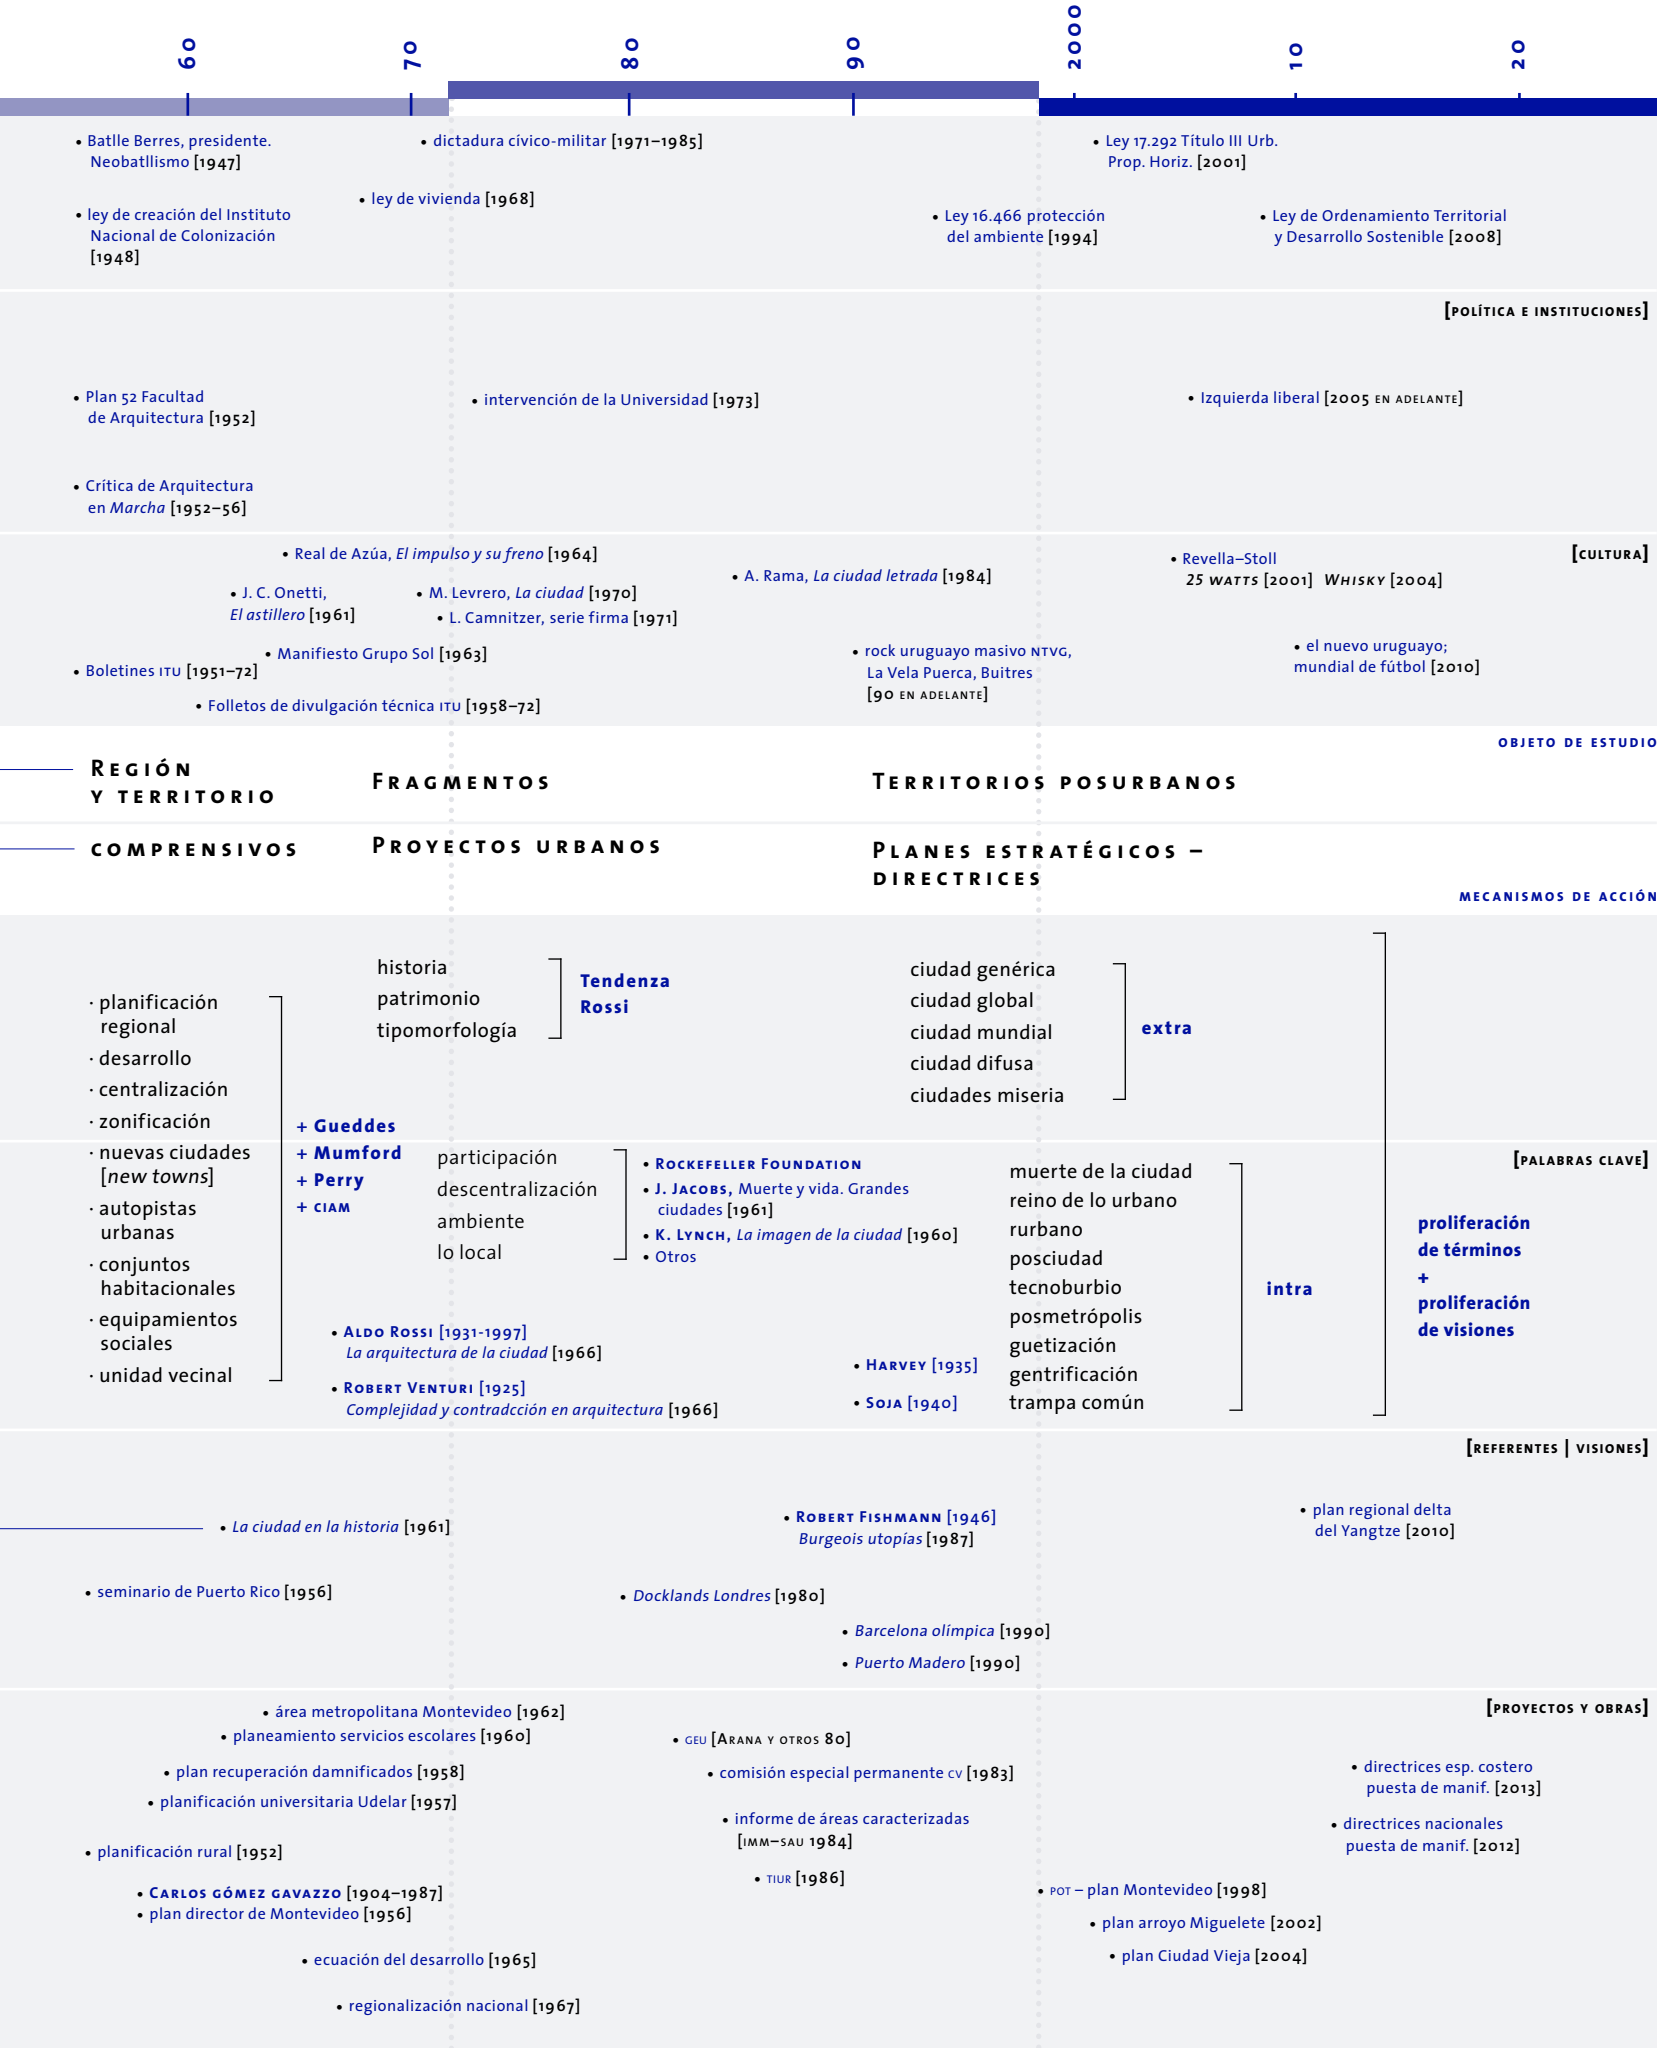 60
70
80
90
2000
10
20
• Batlle Berres, presidente.
Neobatllismo [1947]
• dictadura cívico-militar [1971–1985]
• Ley 17.292 Título III Urb.
Prop. Horiz. [2001]
• ley de vivienda [1968]
• ley de creación del Instituto
Nacional de Colonización
[1948]
• Ley 16.466 protección
del ambiente [1994]
• Ley de Ordenamiento Territorial
y Desarrollo Sostenible [2008]
[POLÍTICA E INSTITUCIONES]
• Plan 52 Facultad
de Arquitectura [1952]
• intervención de la Universidad [1973]
• Izquierda liberal [2005 EN ADELANTE]
• Crítica de Arquitectura
en Marcha [1952–56]
[CULTURA]
• Real de Azúa, El impulso y su freno [1964]
• A. Rama, La ciudad letrada [1984]
• Revella–Stoll
25 WATTS [2001] WHISKY [2004]
• J. C. Onetti,
El astillero [1961]
• M. Levrero, La ciudad [1970]
• L. Camnitzer, serie firma [1971]
• Manifiesto Grupo Sol [1963]
• Boletines ITU [1951–72]
• rock uruguayo masivo NTVG,
La Vela Puerca, Buitres
[90 EN ADELANTE]
• el nuevo uruguayo;
mundial de fútbol [2010]
• Folletos de divulgación técnica ITU [1958–72]
OBJETO DE ESTUDIO
REGIÓN
Y TERRITORIO
FRAGMENTOS
TERRITORIOS POSURBANOS
COMPRENSIVOS
PROYECTOS URBANOS
PLANES ESTRATÉGICOS –
DIRECTRICES
MECANISMOS DE ACCIÓN
· planificación
regional
· desarrollo
· centralización
· zonificación
· nuevas ciudades
[new towns]
· autopistas
urbanas
· conjuntos
habitacionales
· equipamientos
sociales
· unidad vecinal
+ Gueddes
+ Mumford
+ Perry
+ CIAM
historia
patrimonio
tipomorfología
Tendenza
Rossi
ciudad genérica
ciudad global
ciudad mundial
ciudad difusa
ciudades miseria
extra
[PALABRAS CLAVE]
participación
descentralización
ambiente
lo local
• ROCKEFELLER FOUNDATION
• J. JACOBS, Muerte y vida. Grandes
ciudades [1961]
• K. LYNCH, La imagen de la ciudad [1960]
• Otros
muerte de la ciudad
reino de lo urbano
rurbano
posciudad
tecnoburbio
posmetrópolis
guetización
gentrificación
trampa común
intra
proliferación
de términos
+
proliferación
de visiones
• ALDO ROSSI [1931-1997]
La arquitectura de la ciudad [1966]
• ROBERT VENTURI [1925]
Complejidad y contradcción en arquitectura [1966]
• HARVEY [1935]
• SOJA [1940]
[REFERENTES | VISIONES]
• La ciudad en la historia [1961]
• ROBERT FISHMANN [1946]
Burgeois utopías [1987]
• plan regional delta
del Yangtze [2010]
• seminario de Puerto Rico [1956]
• Docklands Londres [1980]
• Barcelona olímpica [1990]
• Puerto Madero [1990]
[PROYECTOS Y OBRAS]
• área metropolitana Montevideo [1962]
• planeamiento servicios escolares [1960]
• GEU [ARANA Y OTROS 80]
• plan recuperación damnificados [1958]
• comisión especial permanente CV [1983]
• directrices esp. costero
puesta de manif. [2013]
• planificación universitaria Udelar [1957]
• informe de áreas caracterizadas
[IMM–SAU 1984]
• directrices nacionales
puesta de manif. [2012]
• planificación rural [1952]
• TIUR [1986]
• CARLOS GÓMEZ GAVAZZO [1904–1987]
• plan director de Montevideo [1956]
• POT – plan Montevideo [1998]
• plan arroyo Miguelete [2002]
• plan Ciudad Vieja [2004]
• ecuación del desarrollo [1965]
• regionalización nacional [1967]